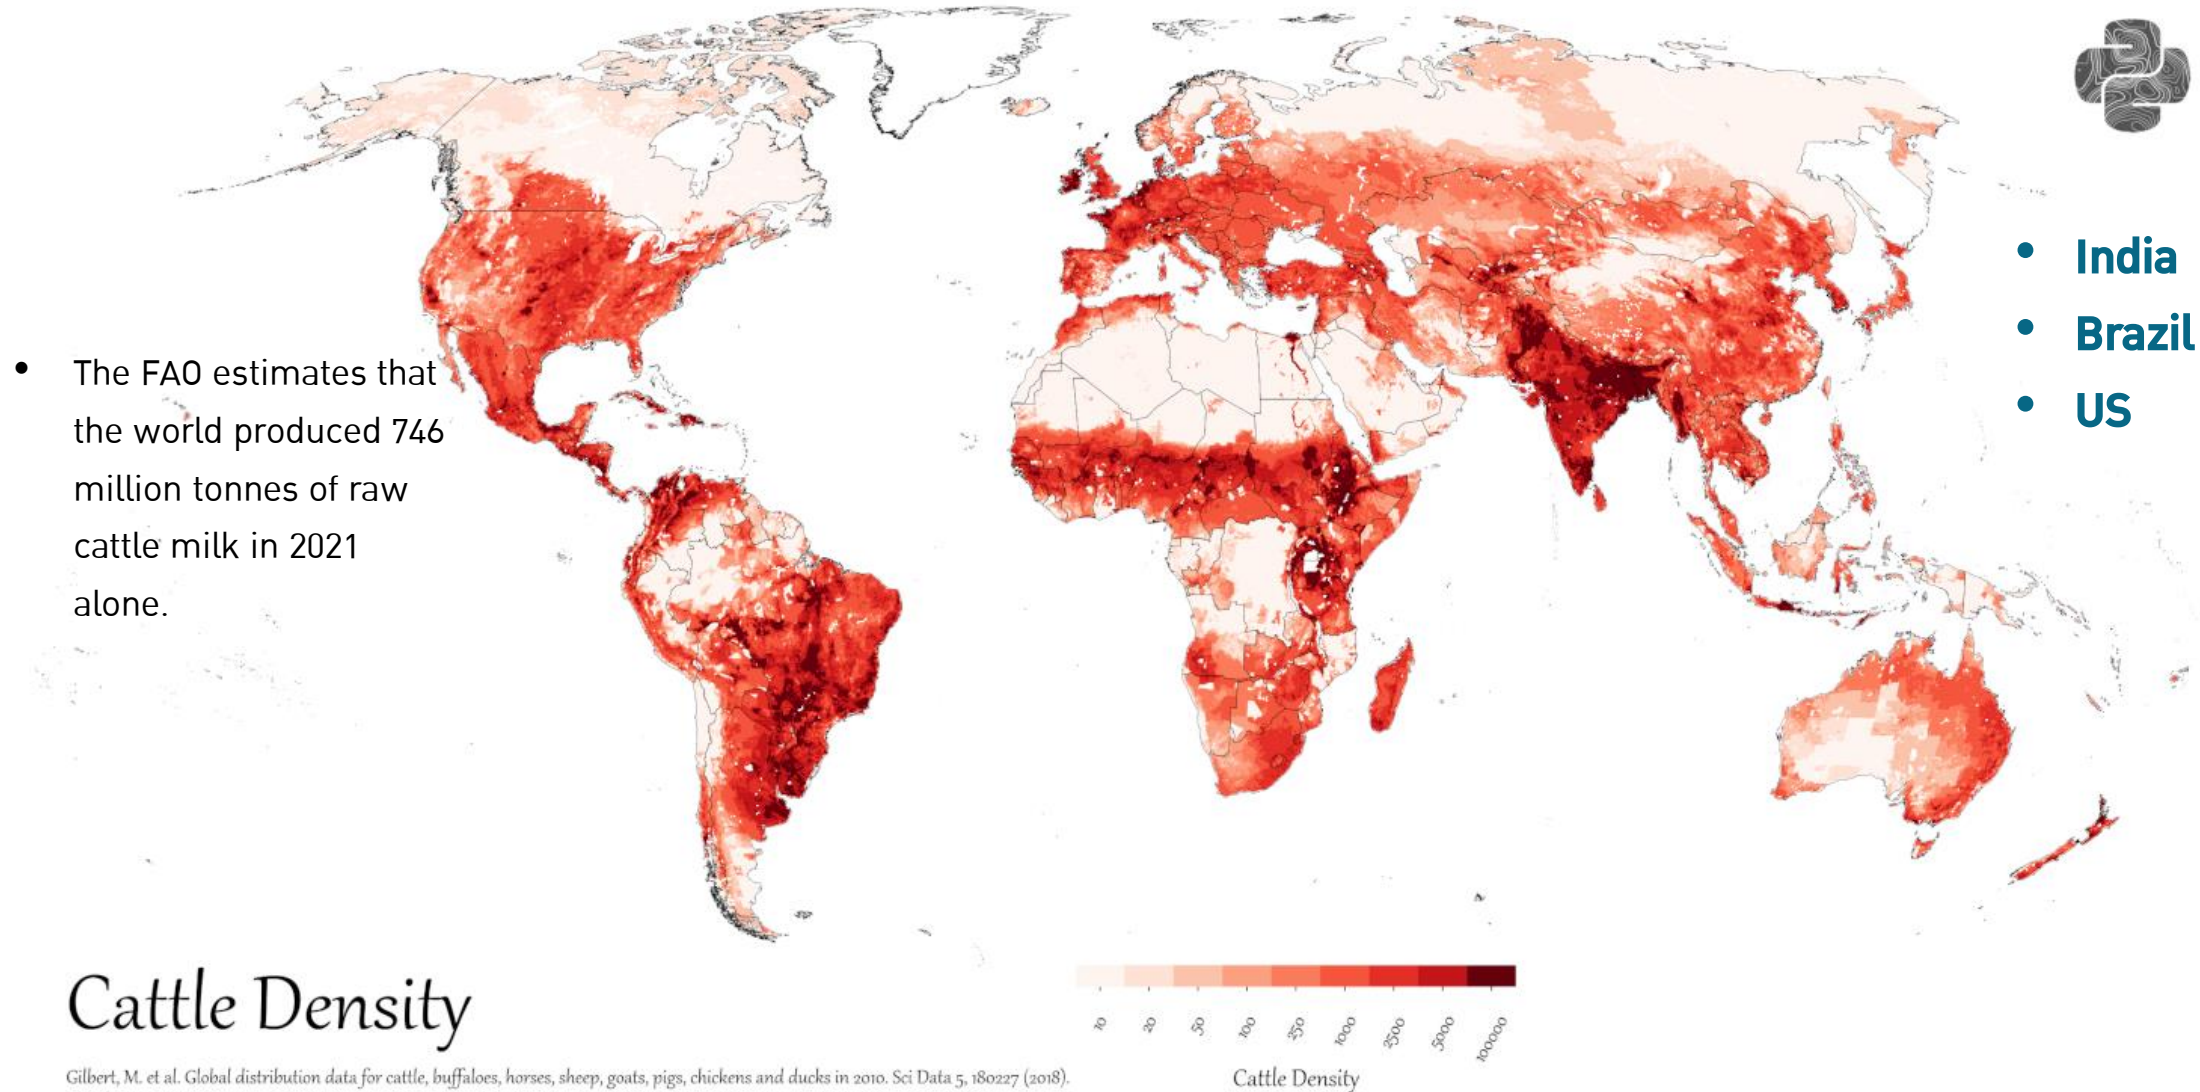 • The FAO estimates that
the world produced 746
million tonnes of raw
cattle milk in 2021
alone.
• India
• Brazil
• US
Cattle Density
10 20 50 100 250 1000 2500 5000 100000
Cattle Density
Gilbert, M. et al. Global distribution data for cattle, buffaloes, horses, sheep, goats, pigs, chickens and ducks in 2010. Sci Data 5, 180227 (2018).